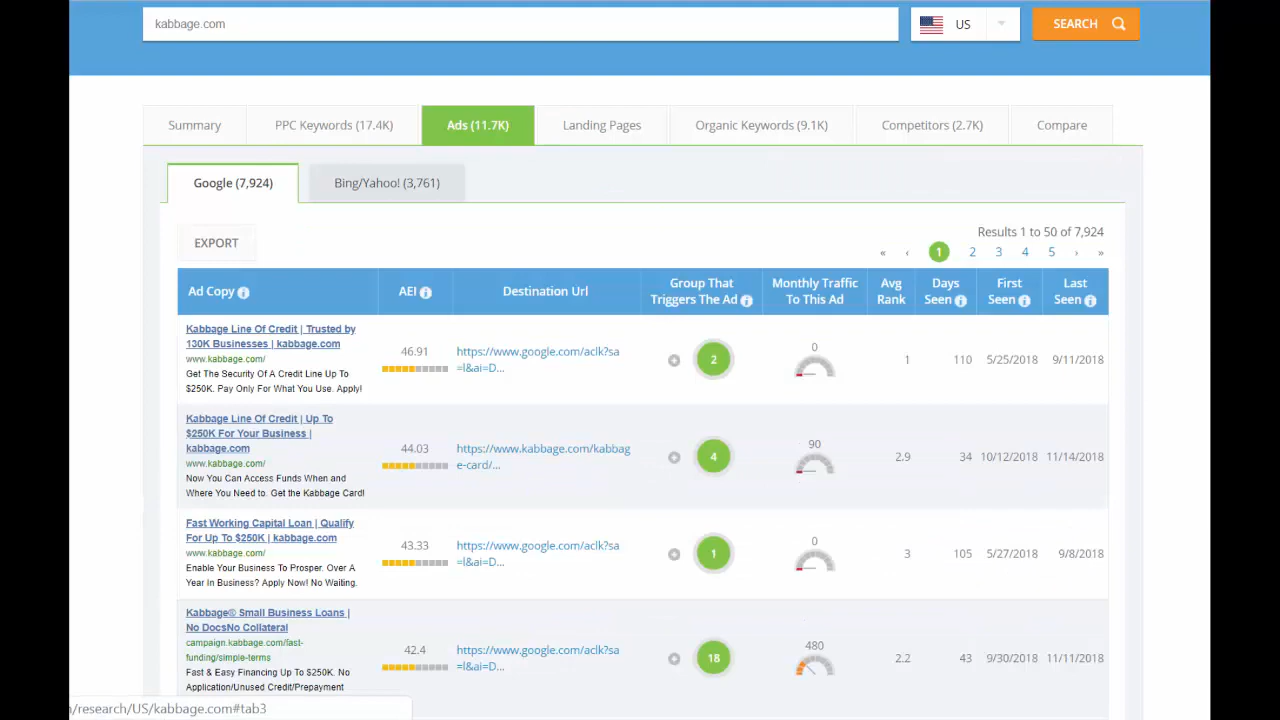 kabbage.com
US
SEARCH
Summary
PPC Keywords (17.4K)
Ads (11.7K)
Landing Pages
Organic Keywords (9.1K)
Competitors (2.7K)
Compare
Google (7,924)
Bing/Yahoo! (3,761)
EXPORT
Results 1 to 50 of 7,924
« ‹ 1 2 3 4 5 › »
Ad Copy
AEI
Destination Url
Group That
Triggers The Ad
Monthly Traffic
To This Ad
Avg
Rank
Days
Seen
First
Seen
Last
Seen
Kabbage Line Of Credit | Trusted by
130K Businesses | kabbage.com
www.kabbage.com/
Get The Security Of A Credit Line Up To
$250K. Pay Only For What You Use. Apply!
46.91
https://www.google.com/aclk?sa
=l&ai=D...
2
0
1
110
5/25/2018
9/11/2018
Kabbage Line Of Credit | Up To
$250K For Your Business |
kabbage.com
www.kabbage.com/
Now You Can Access Funds When and
Where You Need to. Get the Kabbage Card!
44.03
https://www.kabbage.com/kabbag
e-card/...
4
90
2.9
34
10/12/2018
11/14/2018
Fast Working Capital Loan | Qualify
For Up To $250K | kabbage.com
www.kabbage.com/
Enable Your Business To Prosper. Over A
Year In Business? Apply Now! No Waiting.
43.33
https://www.google.com/aclk?sa
=l&ai=D...
1
0
3
105
5/27/2018
9/8/2018
Kabbage® Small Business Loans |
No DocsNo Collateral
campaign.kabbage.com/fast-
funding/simple-terms
Fast & Easy Financing Up To $250K. No
Application/Unused Credit/Prepayment
42.4
https://www.google.com/aclk?sa
=l&ai=D...
18
480
2.2
43
9/30/2018
11/11/2018
/research/US/kabbage.com#tab3